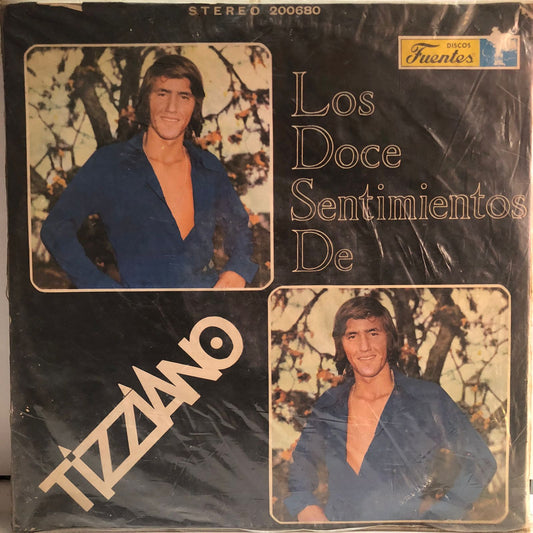 STEREO 200680
DISCOS
Fuentes
Los
Doce
Sentimientos
De
TIZZIANO